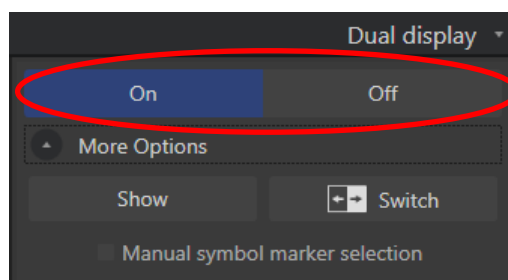 Dual display
On Off
More Options
Show Switch
Manual symbol marker selection